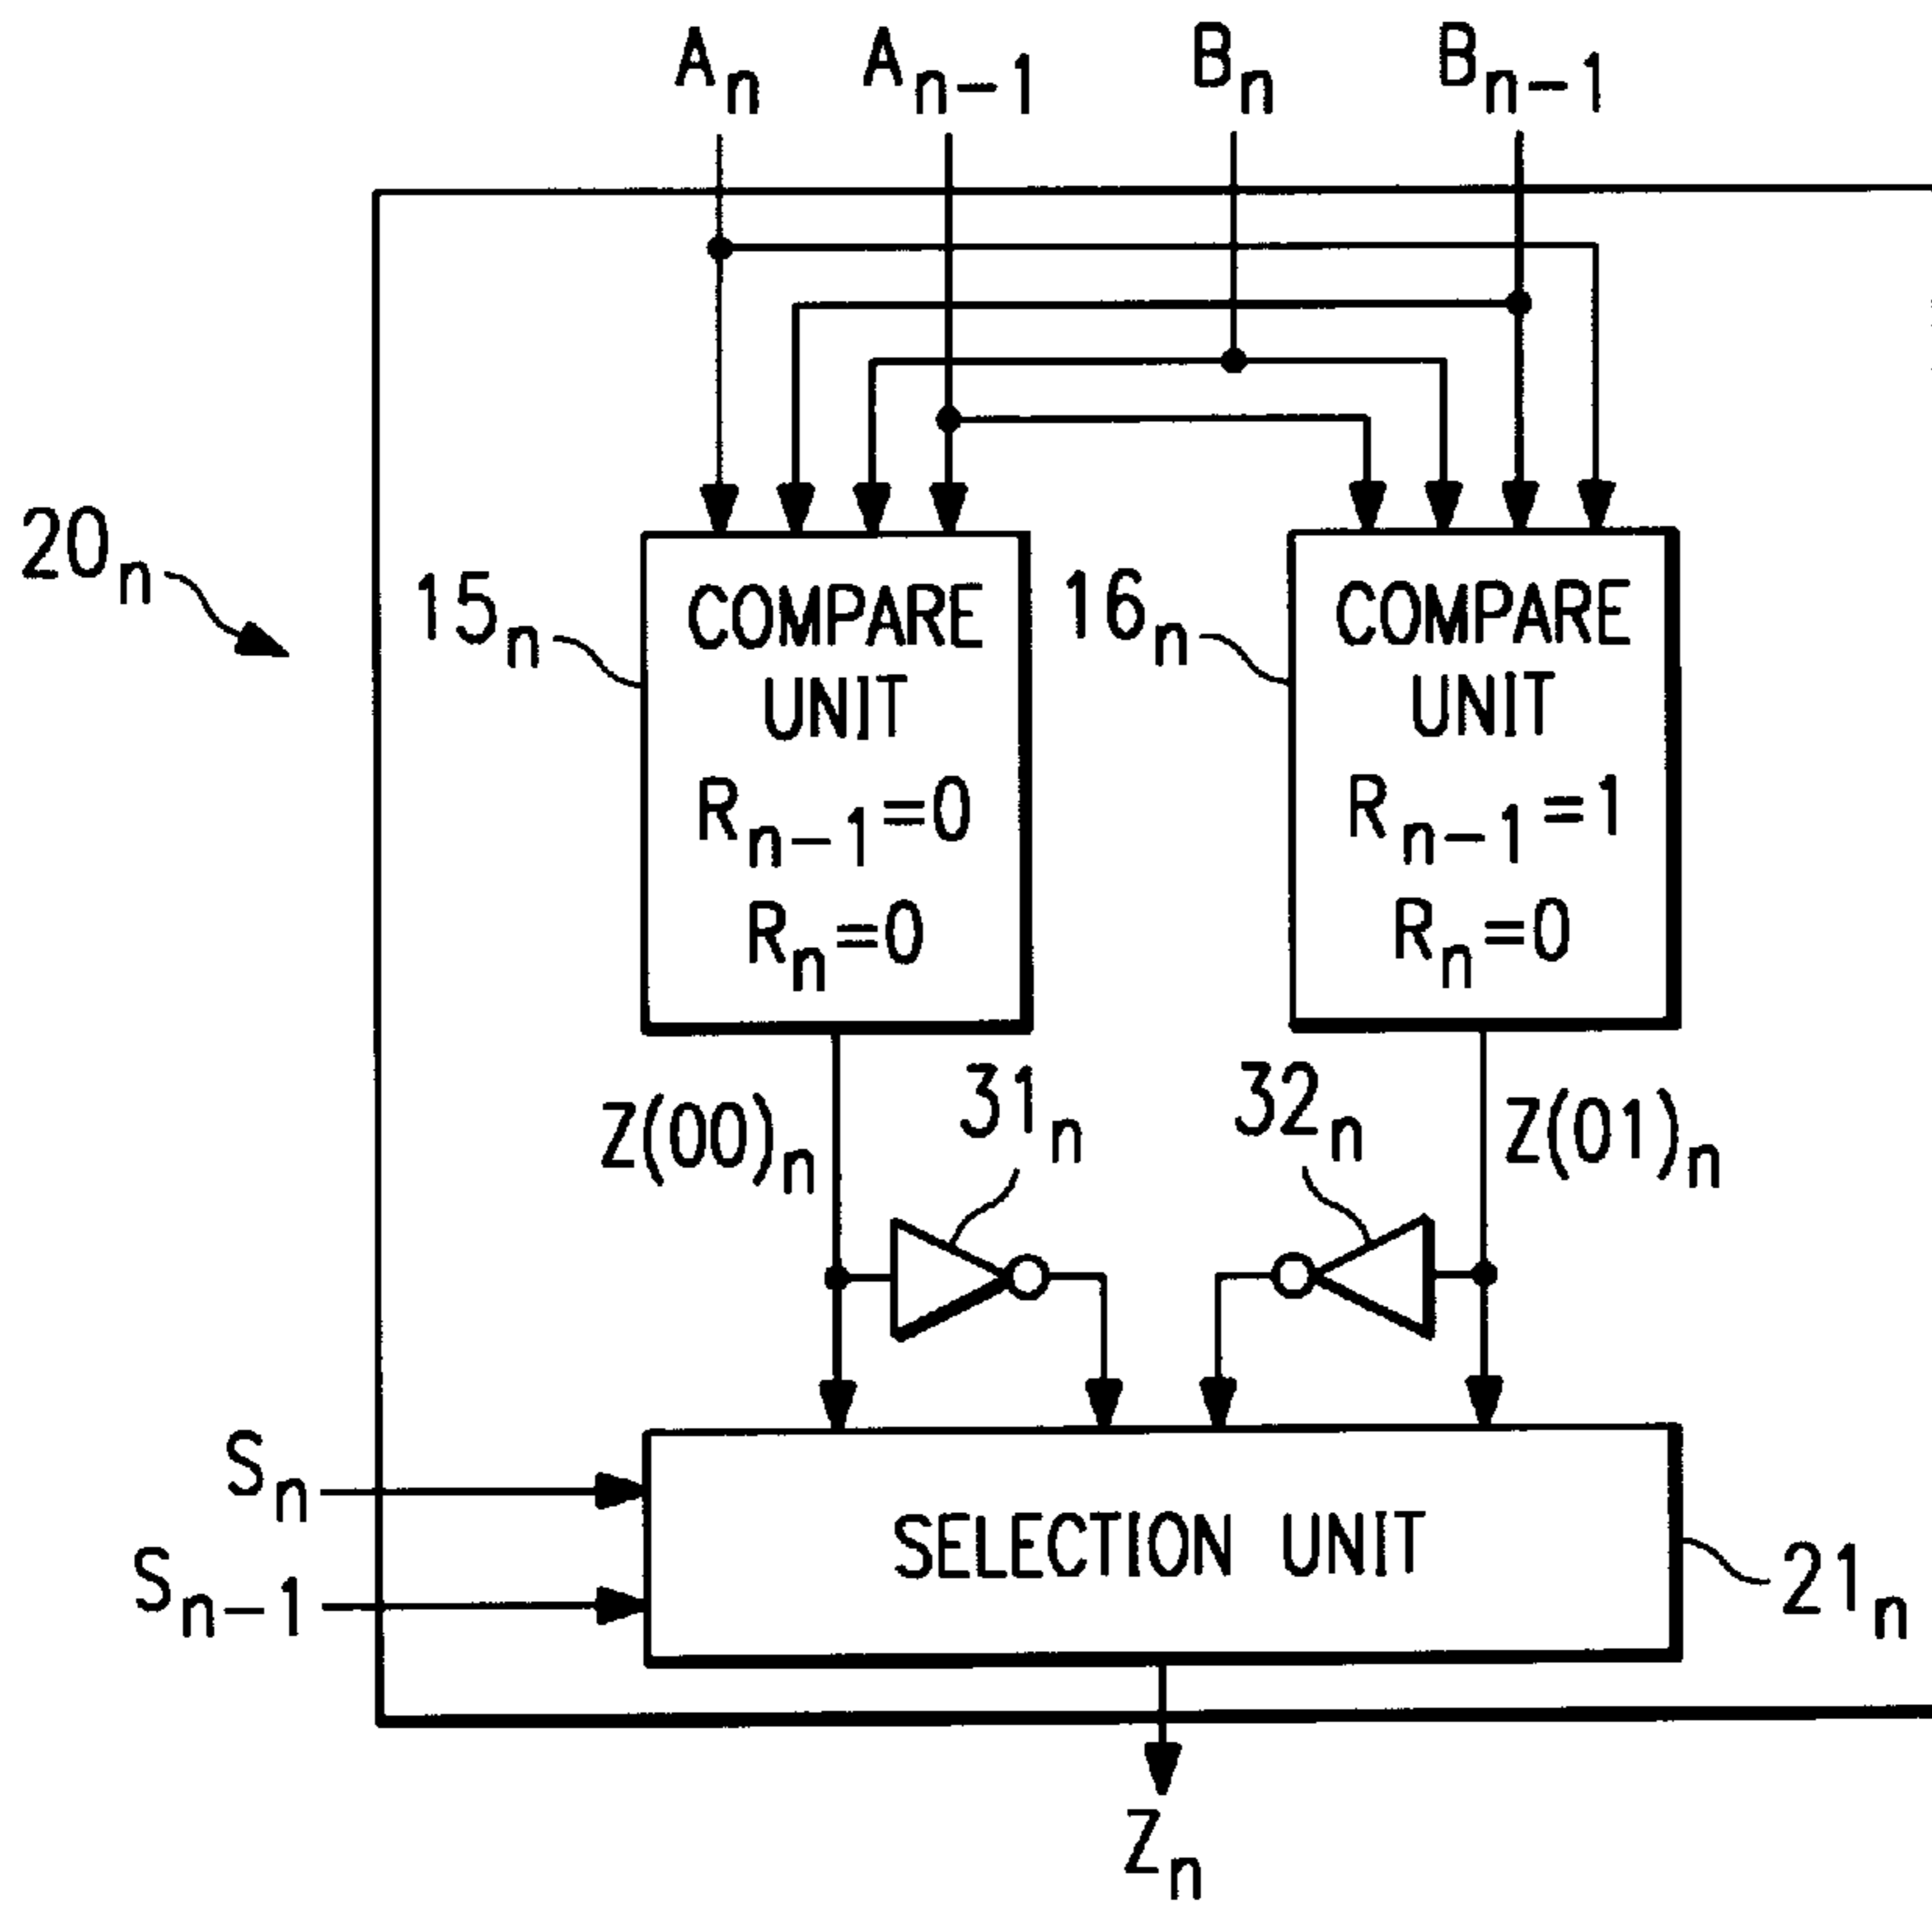 Aₙ Aₙ₋₁ Bₙ Bₙ₋₁
20ₙ
15ₙ
COMPARE
UNIT
Rₙ₋₁=0
Rₙ=0
16ₙ
COMPARE
UNIT
Rₙ₋₁=1
Rₙ=0
Z(00)ₙ
31ₙ
32ₙ
Z(01)ₙ
Sₙ
Sₙ₋₁
SELECTION UNIT
21ₙ
Zₙ